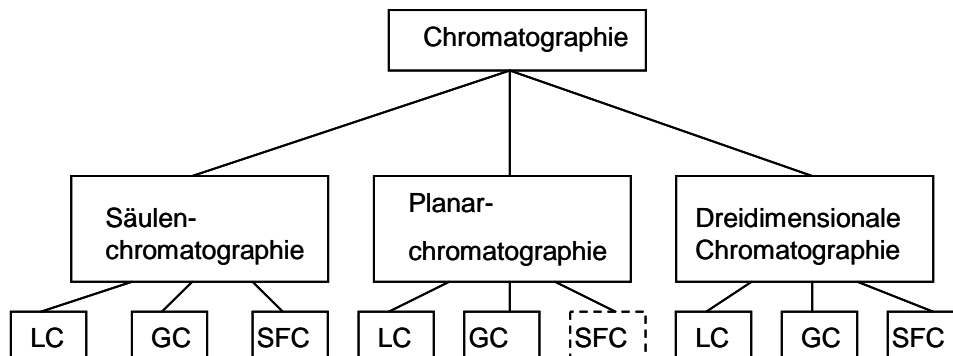 Chromatographie
Säulen-
chromatographie
Planar-
chromatographie
Dreidimensionale
Chromatographie
LC GC SFC LC GC SFC LC GC SFC